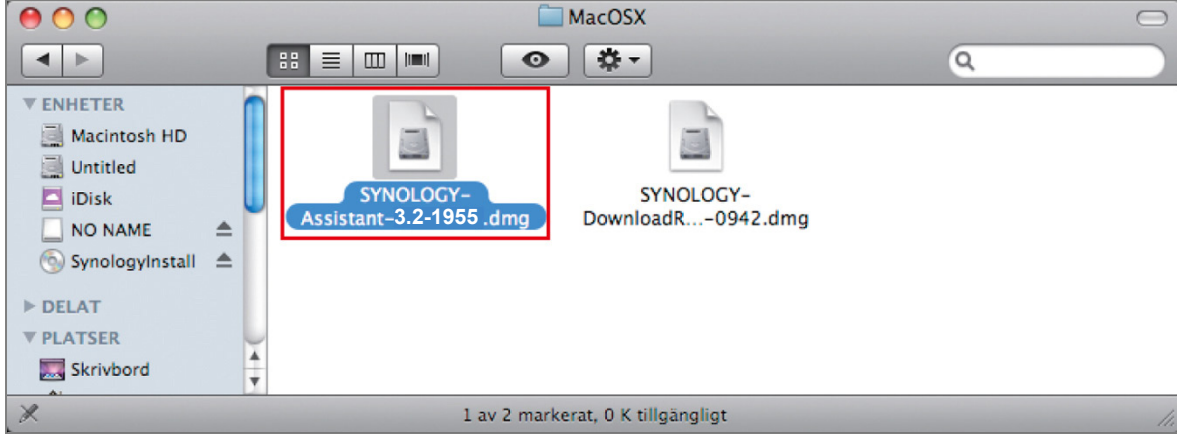 MacOSX
ENHETER
Macintosh HD
Untitled
iDisk
NO NAME
SynologyInstall
DELAT
PLATSER
Skrivbord
SYNOLOGY-
Assistant-3.2-1955 .dmg
SYNOLOGY-
DownloadR...-0942.dmg
1 av 2 markerat, 0 K tillgängligt